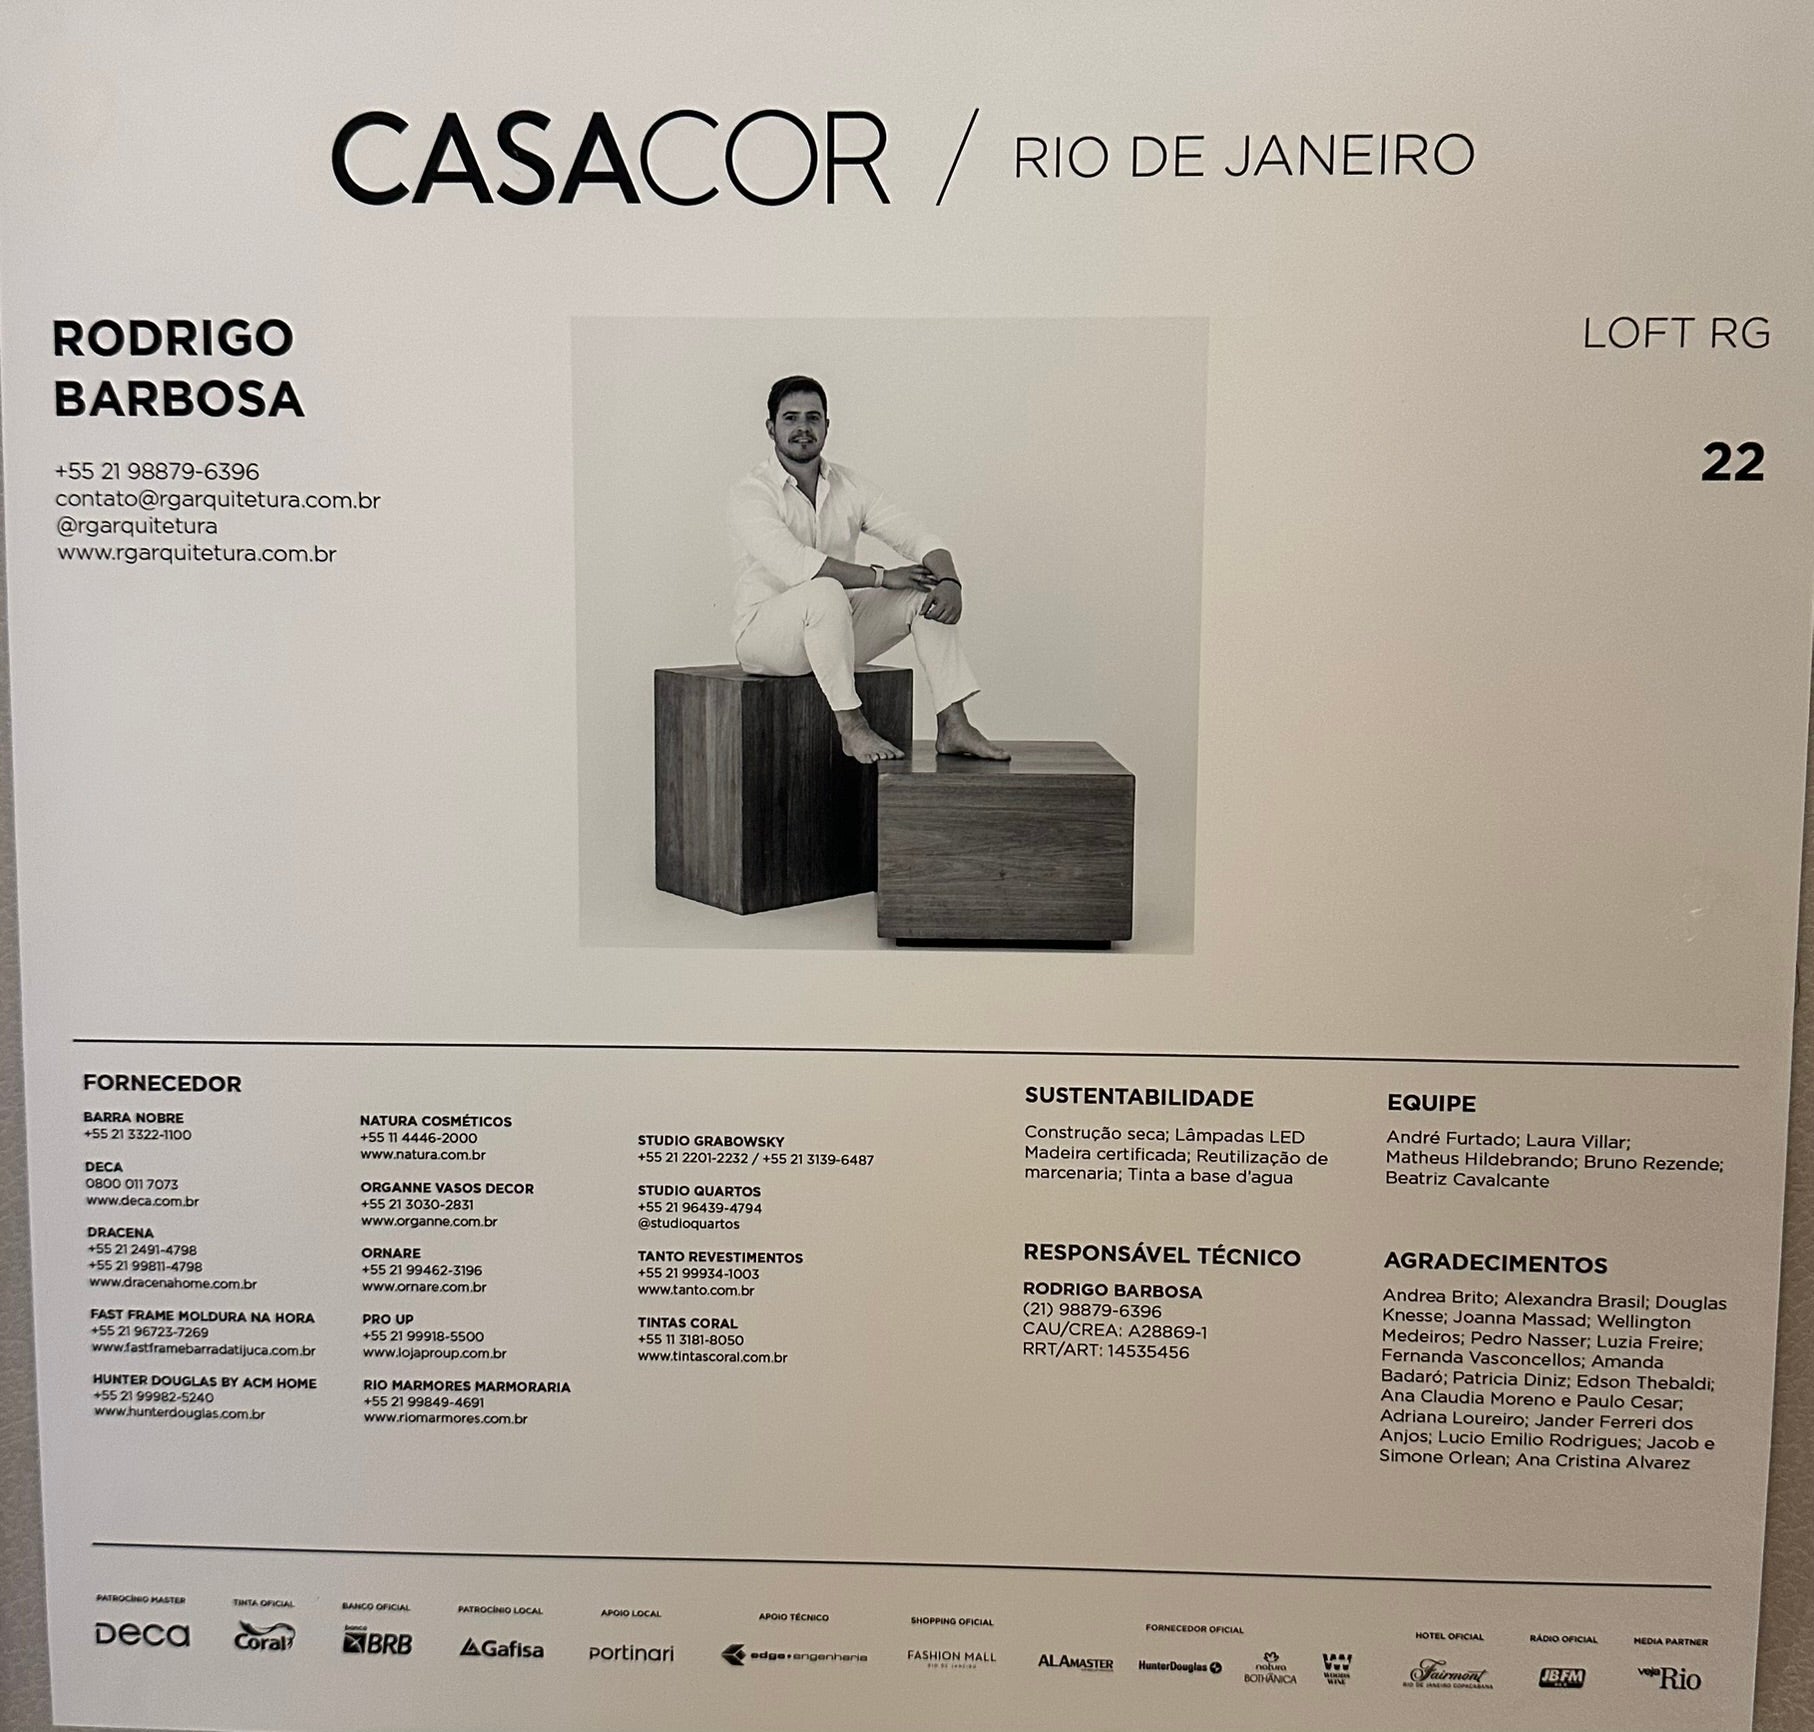 CASACOR / RIO DE JANEIRO
RODRIGO
BARBOSA
+55 21 98879-6396
contato@rgarquitetura.com.br
@rgarquitetura
www.rgarquitetura.com.br
LOFT RG
22
FORNECEDOR
BARRA NOBRE
+55 21 3322-1100
DECA
0800 011 7073
www.deca.com.br
DRACENA
+55 21 2491-4798
+55 21 99811-4798
www.dracenahome.com.br
FAST FRAME MOLDURA NA HORA
+55 21 96723-7269
www.fastframebarradatijuca.com.br
HUNTER DOUGLAS BY ACM HOME
+55 21 99982-5240
www.hunterdouglas.com.br
NATURA COSMÉTICOS
+55 11 4446-2000
www.natura.com.br
ORGANNE VASOS DECOR
+55 21 3030-2831
www.organne.com.br
ORNARE
+55 21 99462-3196
www.ornare.com.br
PRO UP
+55 21 99918-5500
www.lojaproup.com.br
RIO MARMORES MARMORARIA
+55 21 99849-4691
www.riomarmores.com.br
STUDIO GRABOWSKY
+55 21 2201-2232 / +55 21 3139-6487
STUDIO QUARTOS
+55 21 96439-4794
@studioquartos
TANTO REVESTIMENTOS
+55 21 99934-1003
www.tanto.com.br
TINTAS CORAL
+55 11 3181-8050
www.tintascoral.com.br
SUSTENTABILIDADE
Construção seca; Lâmpadas LED
Madeira certificada; Reutilização de
marcenaria; Tinta a base d'agua
RESPONSÁVEL TÉCNICO
RODRIGO BARBOSA
(21) 98879-6396
CAU/CREA: A28869-1
RRT/ART: 14535456
EQUIPE
André Furtado; Laura Villar;
Matheus Hildebrando; Bruno Rezende;
Beatriz Cavalcante
AGRADECIMENTOS
Andrea Brito; Alexandra Brasil; Douglas
Knesse; Joanna Massad; Wellington
Medeiros; Pedro Nasser; Luzia Freire;
Fernanda Vasconcellos; Amanda
Badaró; Patricia Diniz; Edson Thebaldi;
Ana Claudia Moreno e Paulo Cesar;
Adriana Loureiro; Jander Ferreri dos
Anjos; Lucio Emilio Rodrigues; Jacob e
Simone Orlean; Ana Cristina Alvarez
PATROCÍNIO MASTER
Deca
TINTA OFICIAL
Coral
BANCO OFICIAL
banco
BRB
PATROCÍNIO LOCAL
Gafisa
APOIO LOCAL
portinari
APOIO TÉCNICO
edge engenharia
SHOPPING OFICIAL
FASHION MALL
RIO DE JANEIRO
FORNECEDOR OFICIAL
ALAMASTER
HunterDouglas
natura
BOTHÂNICA
WOODS
WINE
HOTEL OFICIAL
Fairmont
RIO DE JANEIRO COPACABANA
RÁDIO OFICIAL
JBFM
MEDIA PARTNER
veja Rio